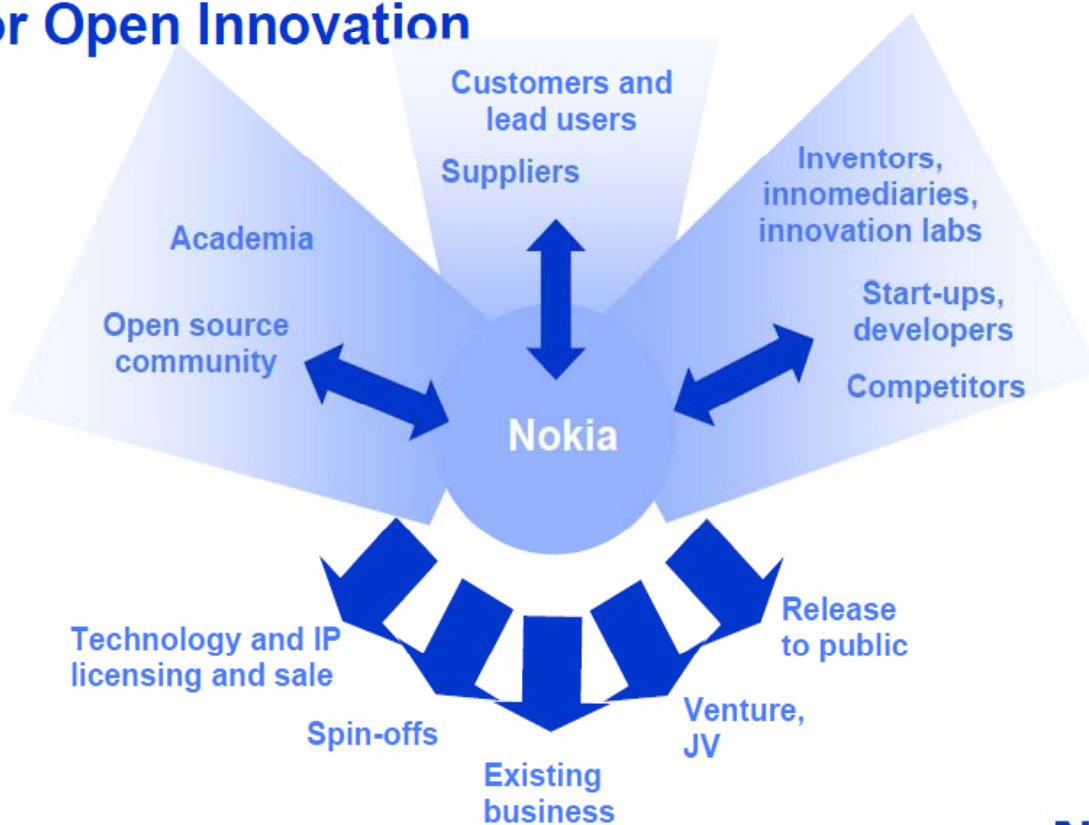 or Open Innovation
Customers and
lead users
Suppliers
Inventors,
innomediaries,
innovation labs
Academia
Start-ups,
developers
Open source
community
Competitors
Nokia
Release
to public
Technology and IP
licensing and sale
Venture,
JV
Spin-offs
Existing
business